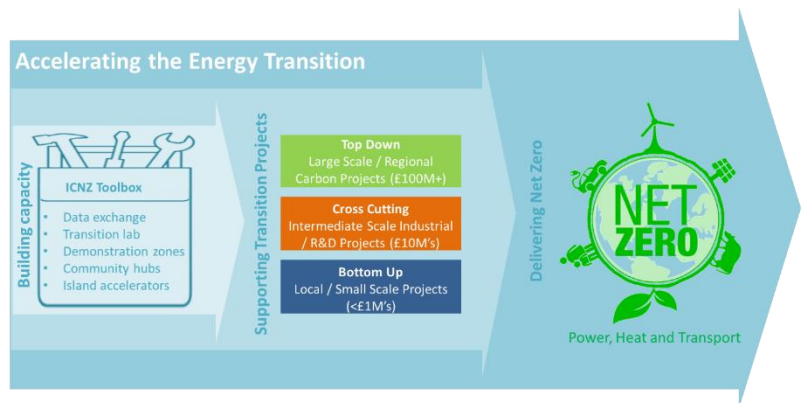 Accelerating the Energy Transition
Building capacity
ICNZ Toolbox
• Data exchange
• Transition lab
• Demonstration zones
• Community hubs
• Island accelerators
Supporting Transition Projects
Top Down
Large Scale / Regional
Carbon Projects (£100M+)
Cross Cutting
Intermediate Scale Industrial
/ R&D Projects (£10M's)
Bottom Up
Local / Small Scale Projects
(<£1M's)
Delivering Net Zero
NET
ZERO
Power, Heat and Transport